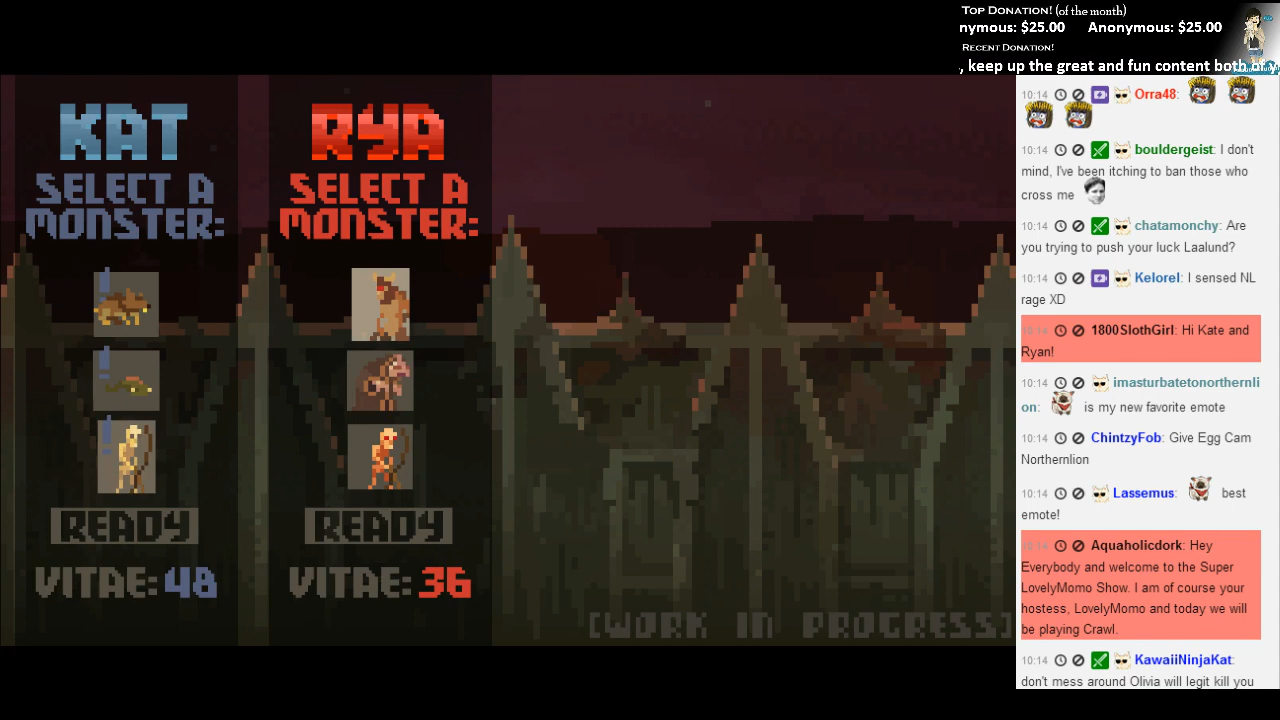 TOP DONATION! (of the month)
nymous: $25.00 Anonymous: $25.00
RECENT DONATION!
, keep up the great and fun content both of y
KAT
SELECT A
MONSTER:
READY
VITAE: 48
RYA
SELECT A
MONSTER:
READY
VITAE: 36
[WORK IN PROGRESS]
10:14 Orra48:
10:14 bouldergeist: I don't
mind, I've been itching to ban those who
cross me
10:14 chatamonchy: Are
you trying to push your luck Laalund?
10:14 Kelorel: I sensed NL
rage XD
10:14 1800SlothGirl: Hi Kate and
Ryan!
10:14 imasturbatetonorthernli
on: is my new favorite emote
10:14 ChintzyFob: Give Egg Cam
Northernlion
10:14 Lassemus: best
emote!
10:14 Aquaholicdork: Hey
Everybody and welcome to the Super
LovelyMomo Show. I am of course your
hostess, LovelyMomo and today we will
be playing Crawl.
10:14 KawaiiNinjaKat:
don't mess around Olivia will legit kill you